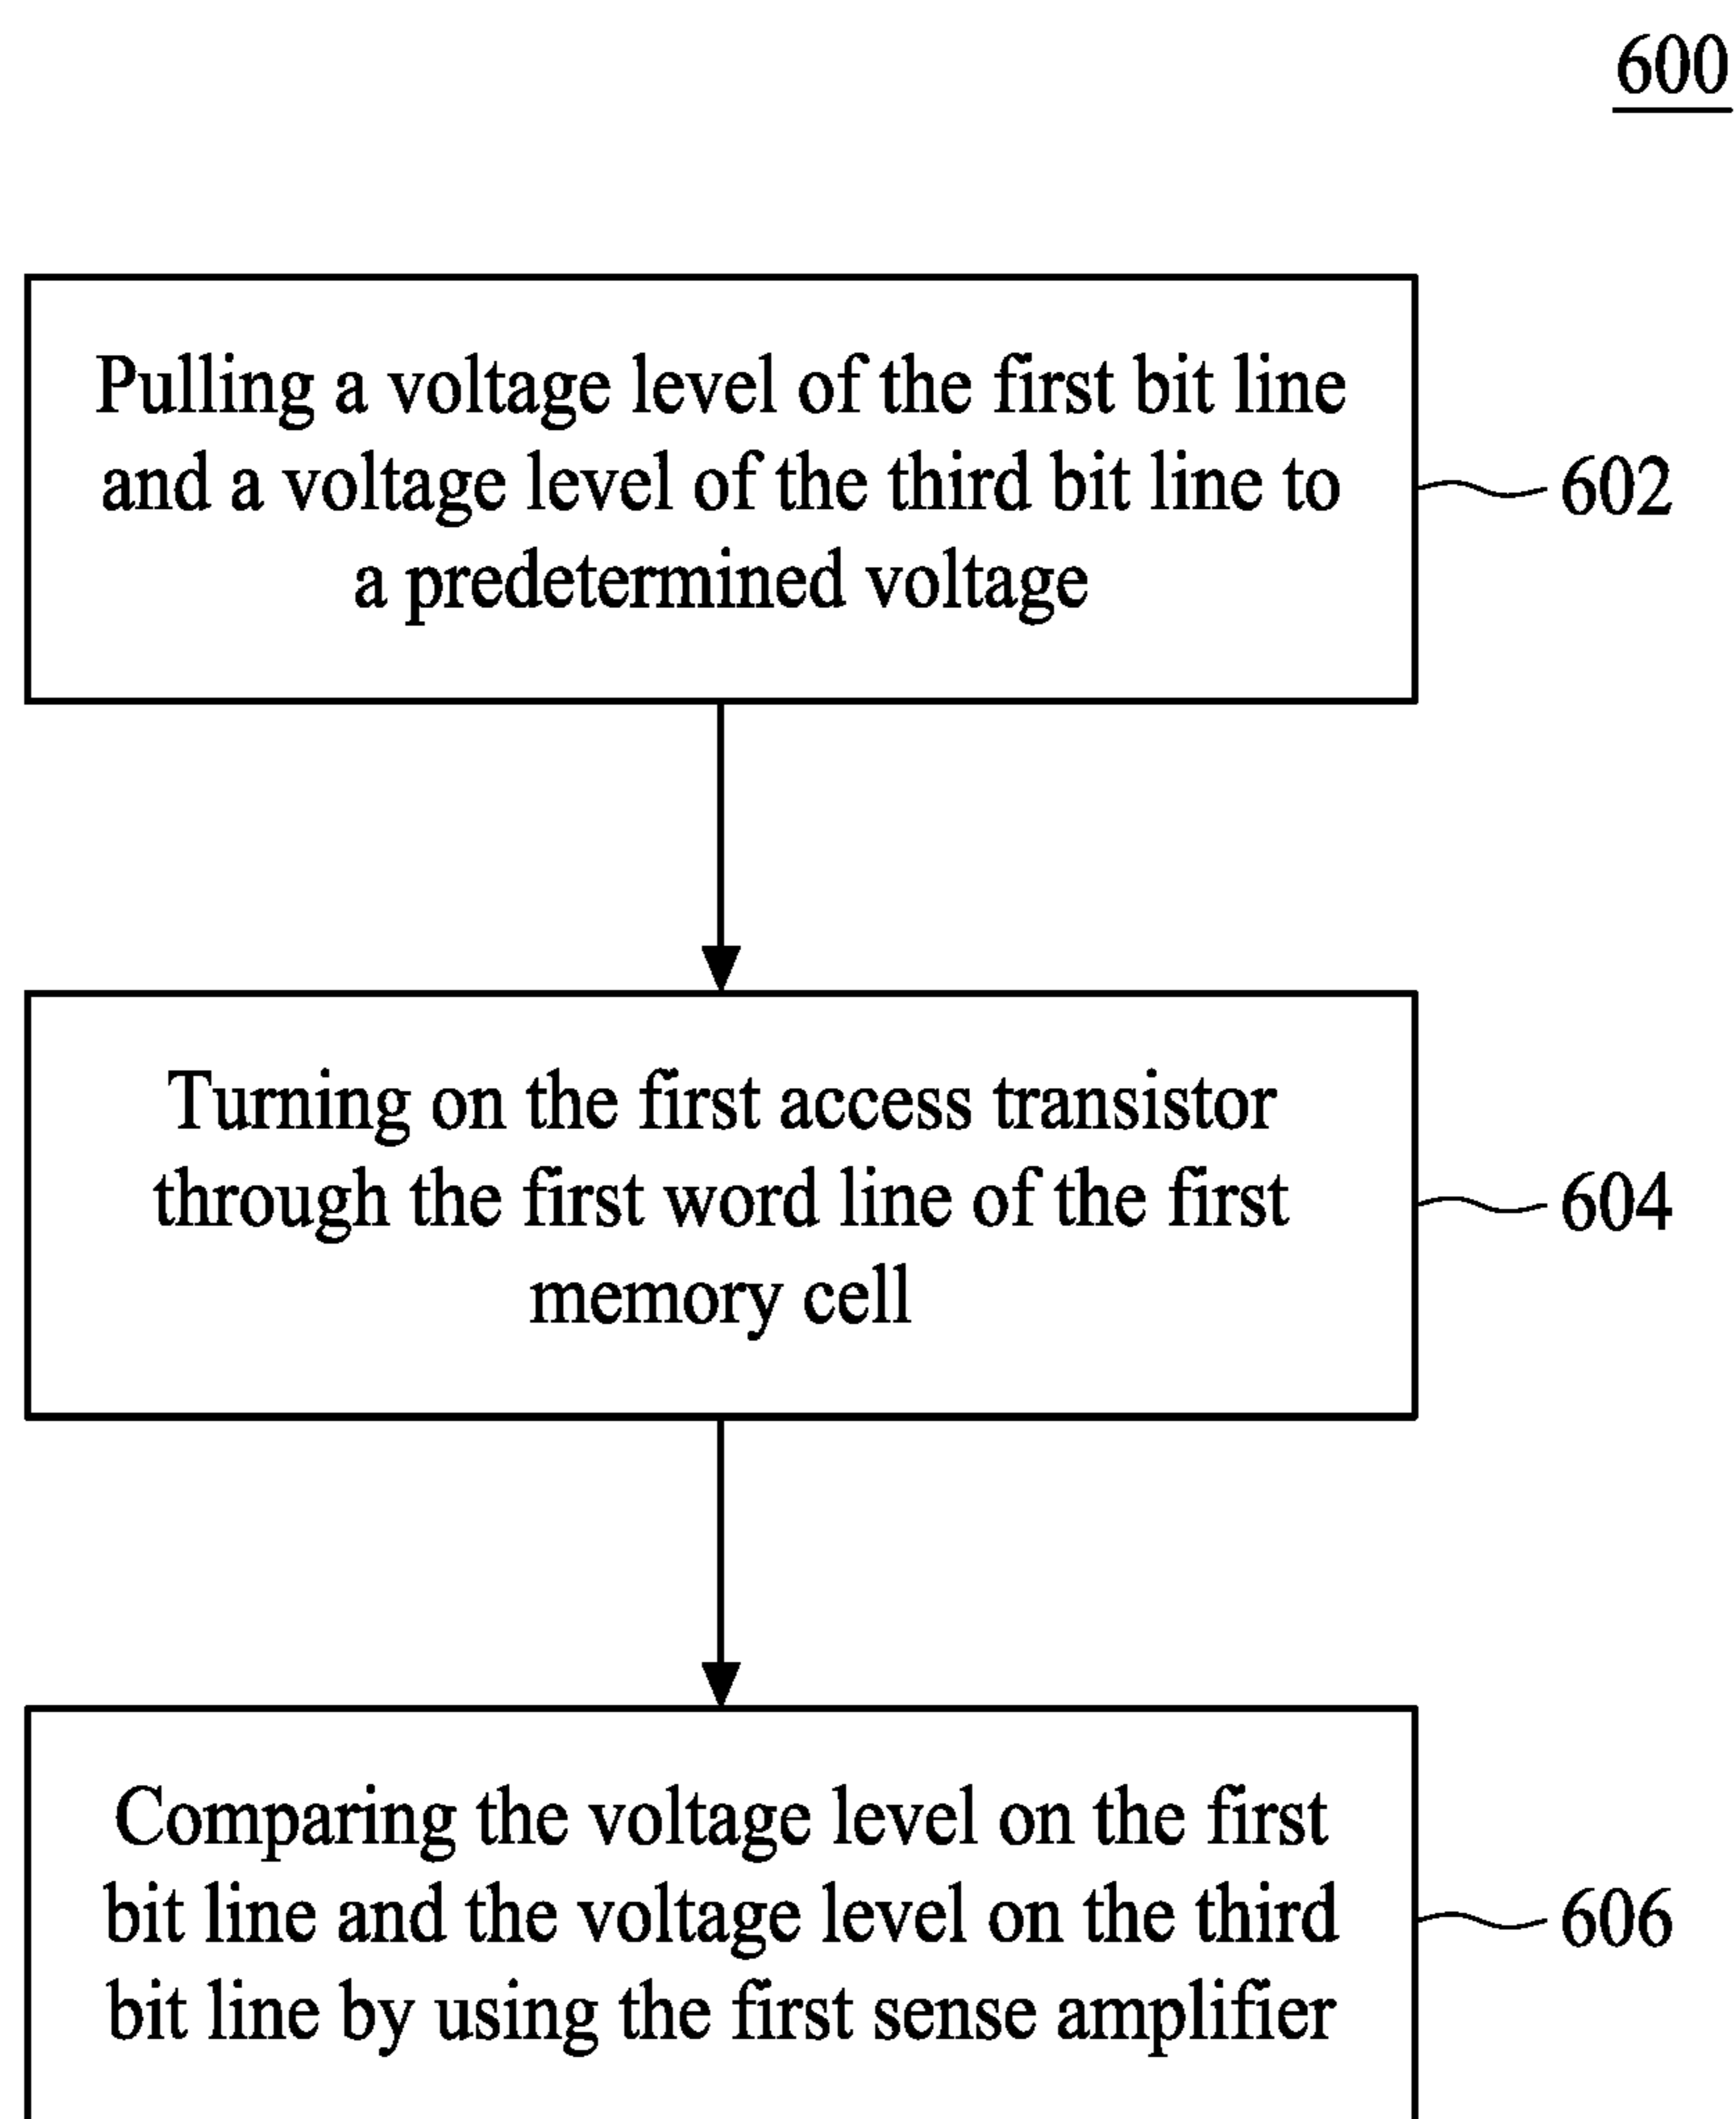 600
Pulling a voltage level of the first bit line
and a voltage level of the third bit line to
a predetermined voltage
602
Turning on the first access transistor
through the first word line of the first
memory cell
604
Comparing the voltage level on the first
bit line and the voltage level on the third
bit line by using the first sense amplifier
606